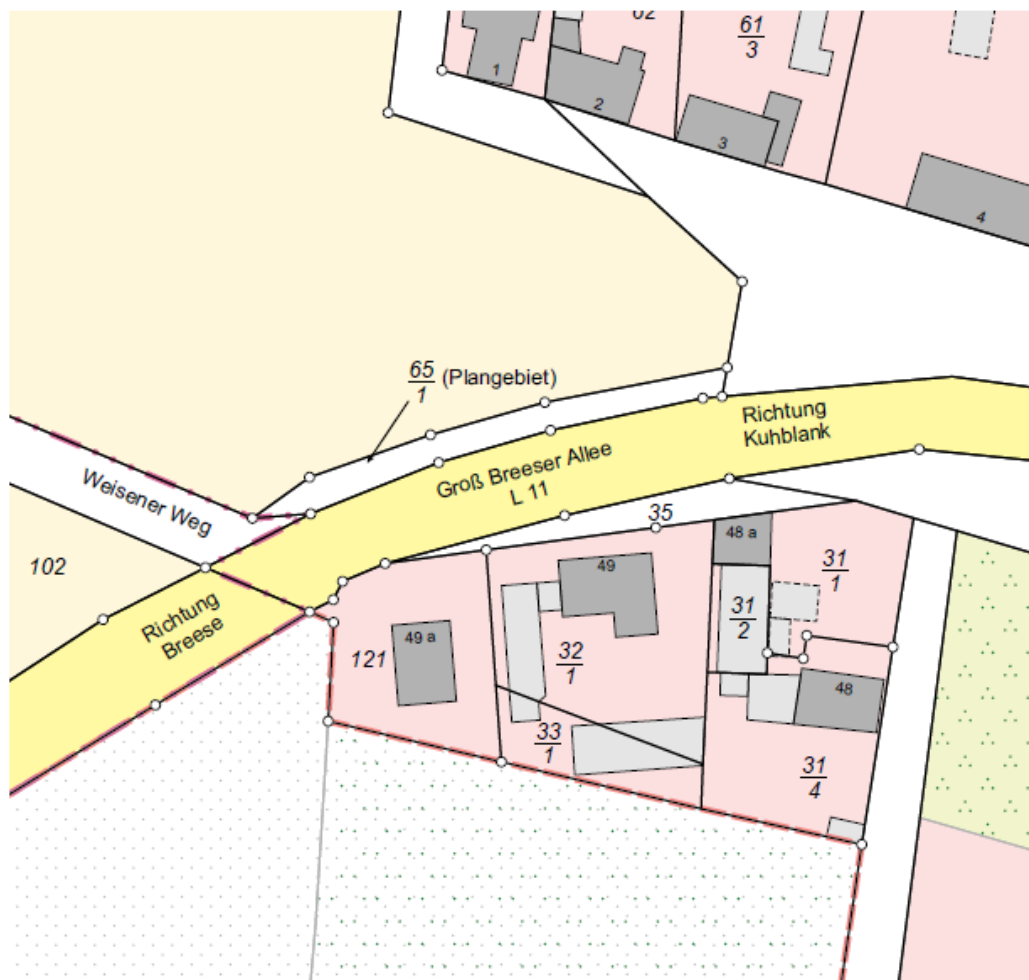 61
3
1
2
3
4
65
1 (Plangebiet)
Richtung
Kuhblank
Groß Breeser Allee
L 11
Weisener Weg
102
Richtung
Breese
35
48 a
49
31
1
31
2
49 a
121
32
1
48
33
1
31
4